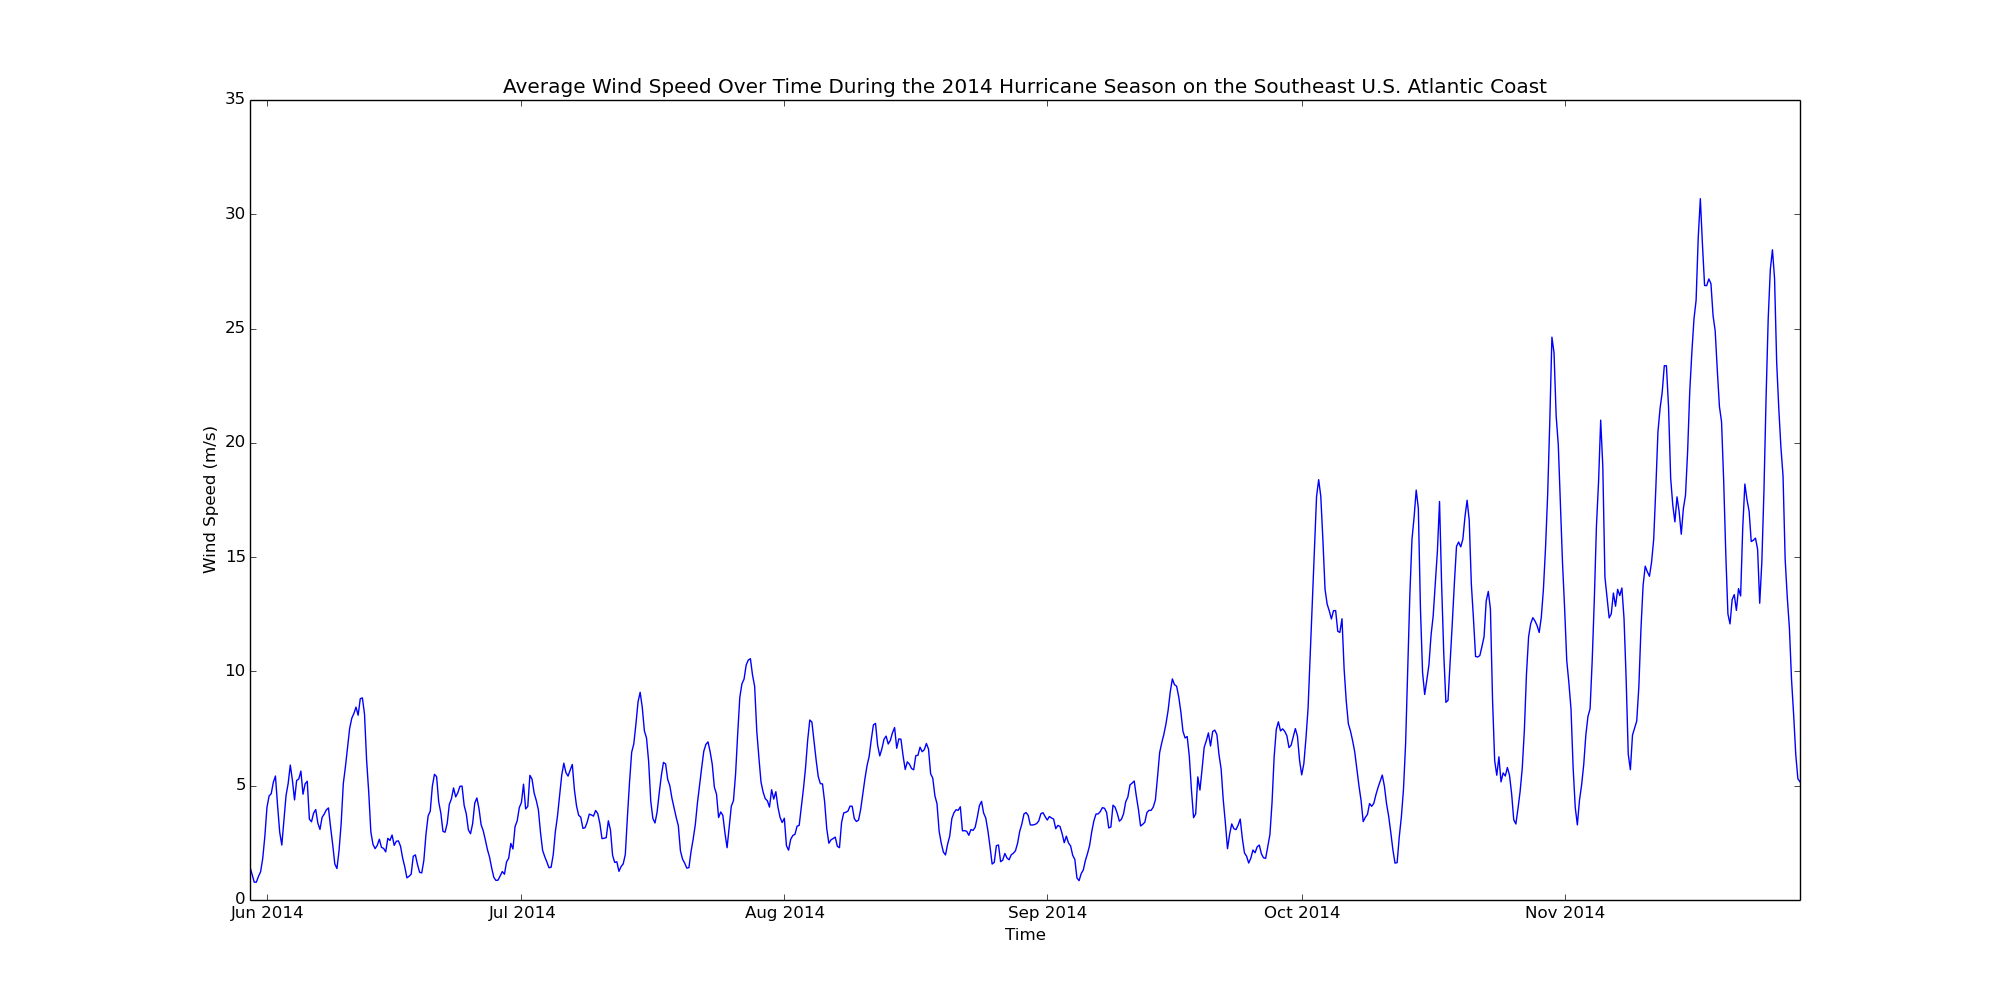 Average Wind Speed Over Time During the 2014 Hurricane Season on the Southeast U.S. Atlantic Coast
35
30
25
20
15
10
5
0
Wind Speed (m/s)
Jun 2014 Jul 2014 Aug 2014 Sep 2014 Oct 2014 Nov 2014
Time